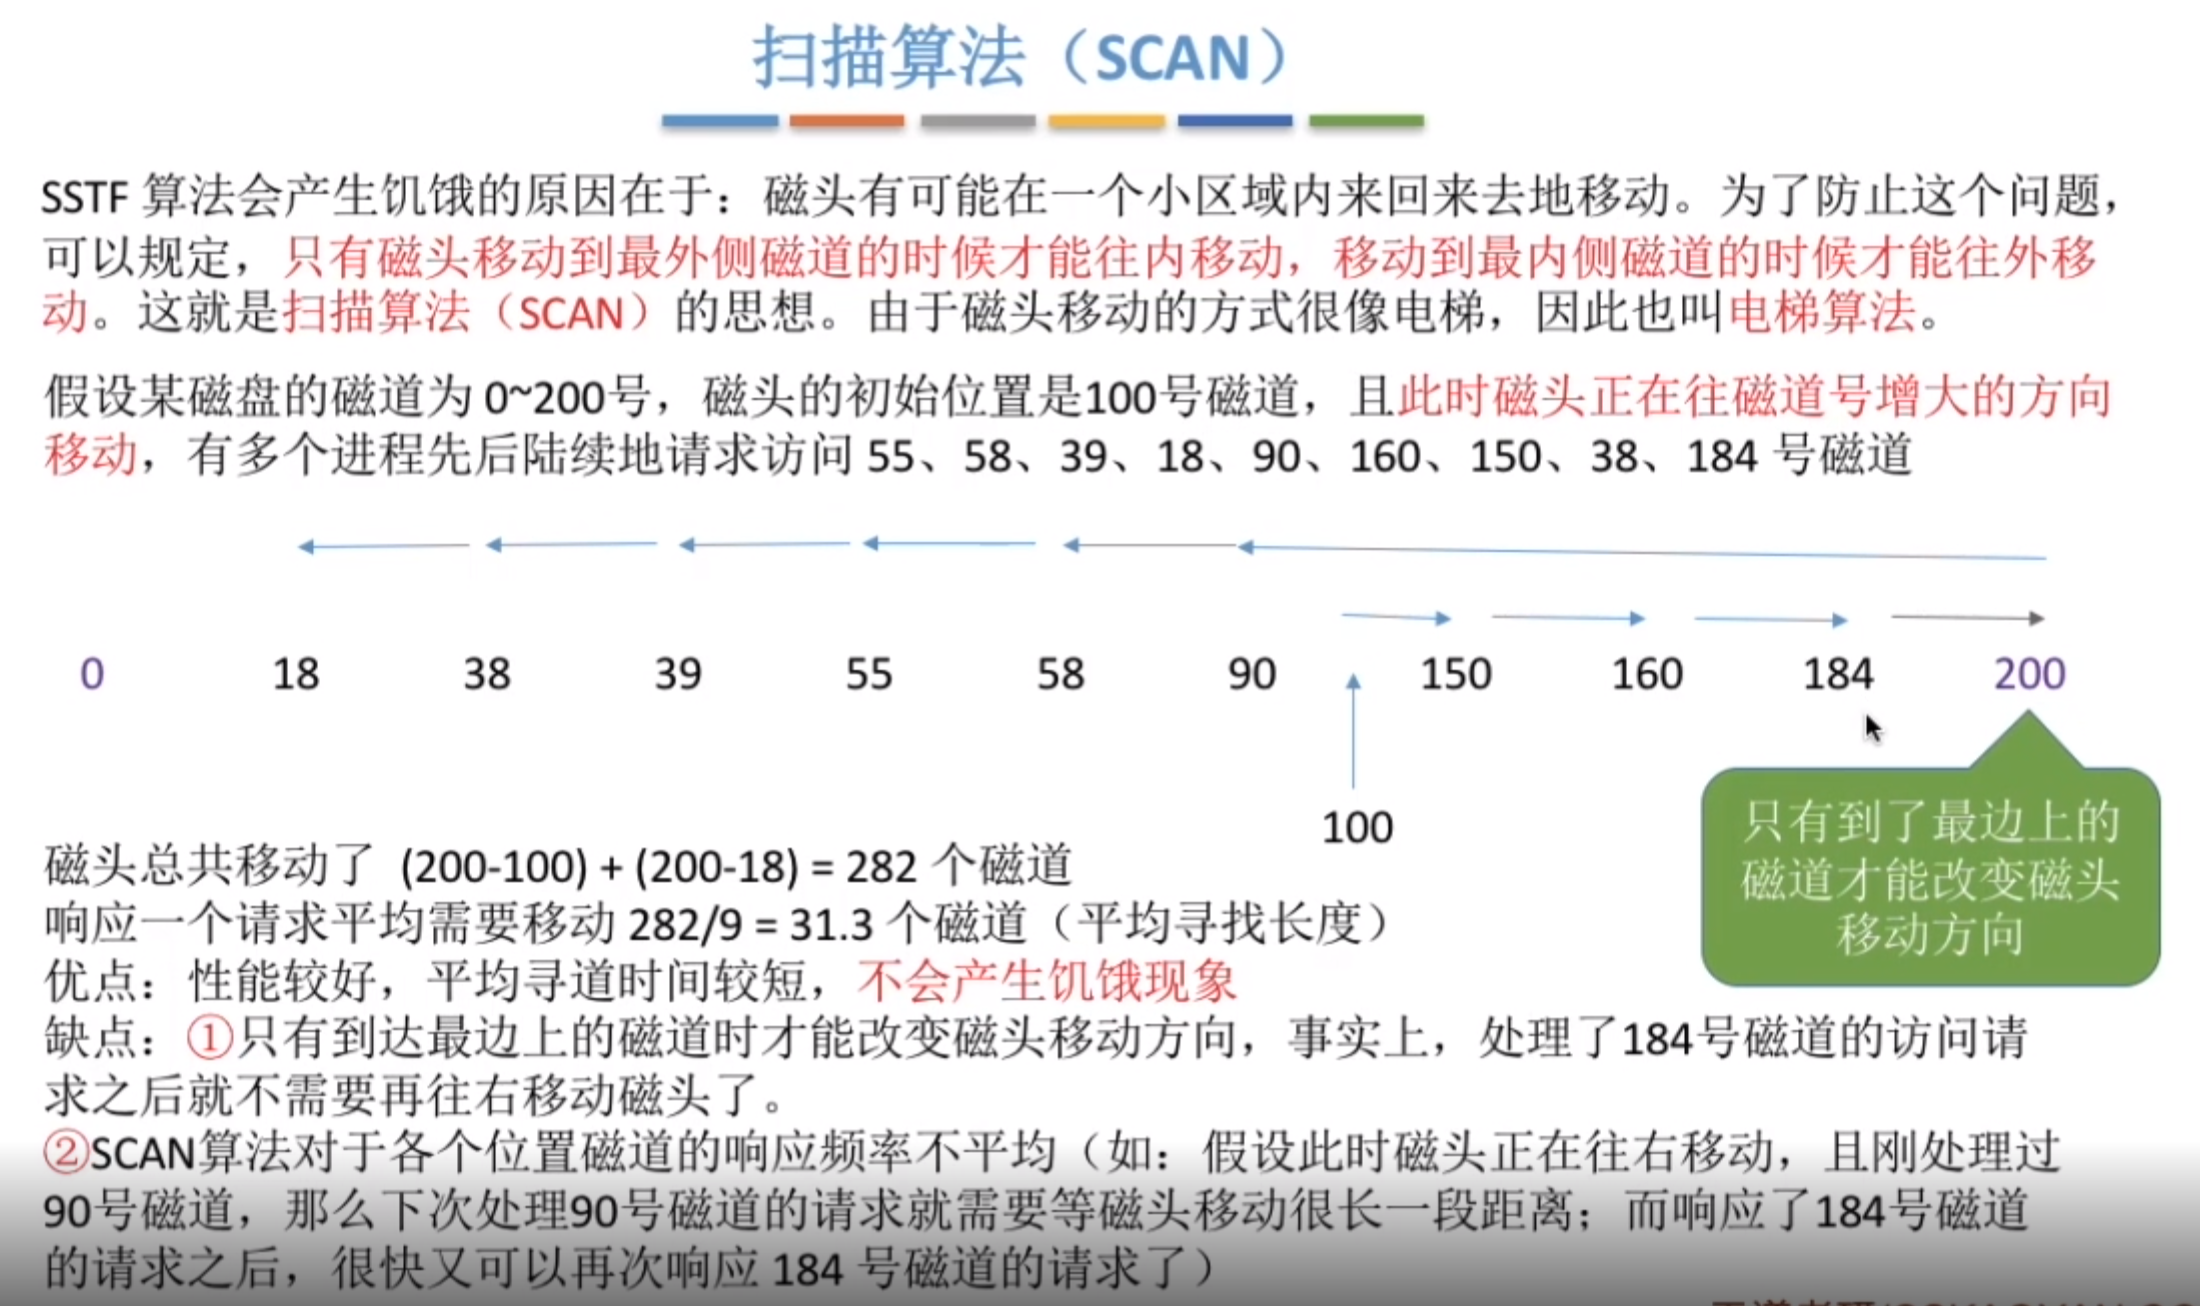 扫描算法（SCAN）
SSTF 算法会产生饥饿的原因在于：磁头有可能在一个小区域内来回来去地移动。为了防止这个问题，
可以规定，只有磁头移动到最外侧磁道的时候才能往内移动，移动到最内侧磁道的时候才能往外移
动。这就是扫描算法（SCAN）的思想。由于磁头移动的方式很像电梯，因此也叫电梯算法。
假设某磁盘的磁道为 0~200号，磁头的初始位置是100号磁道，且此时磁头正在往磁道号增大的方向
移动，有多个进程先后陆续地请求访问 55、58、39、18、90、160、150、38、184 号磁道
0 18 38 39 55 58 90 150 160 184 200
100
只有到了最边上的
磁道才能改变磁头
移动方向
磁头总共移动了 (200-100) + (200-18) = 282 个磁道
响应一个请求平均需要移动 282/9 = 31.3 个磁道（平均寻找长度）
优点：性能较好，平均寻道时间较短，不会产生饥饿现象
缺点：①只有到达最边上的磁道时才能改变磁头移动方向，事实上，处理了184号磁道的访问请
求之后就不需要再往右移动磁头了。
②SCAN算法对于各个位置磁道的响应频率不平均（如：假设此时磁头正在往右移动，且刚处理过
90号磁道，那么下次处理90号磁道的请求就需要等磁头移动很长一段距离；而响应了184号磁道
的请求之后，很快又可以再次响应 184 号磁道的请求了）